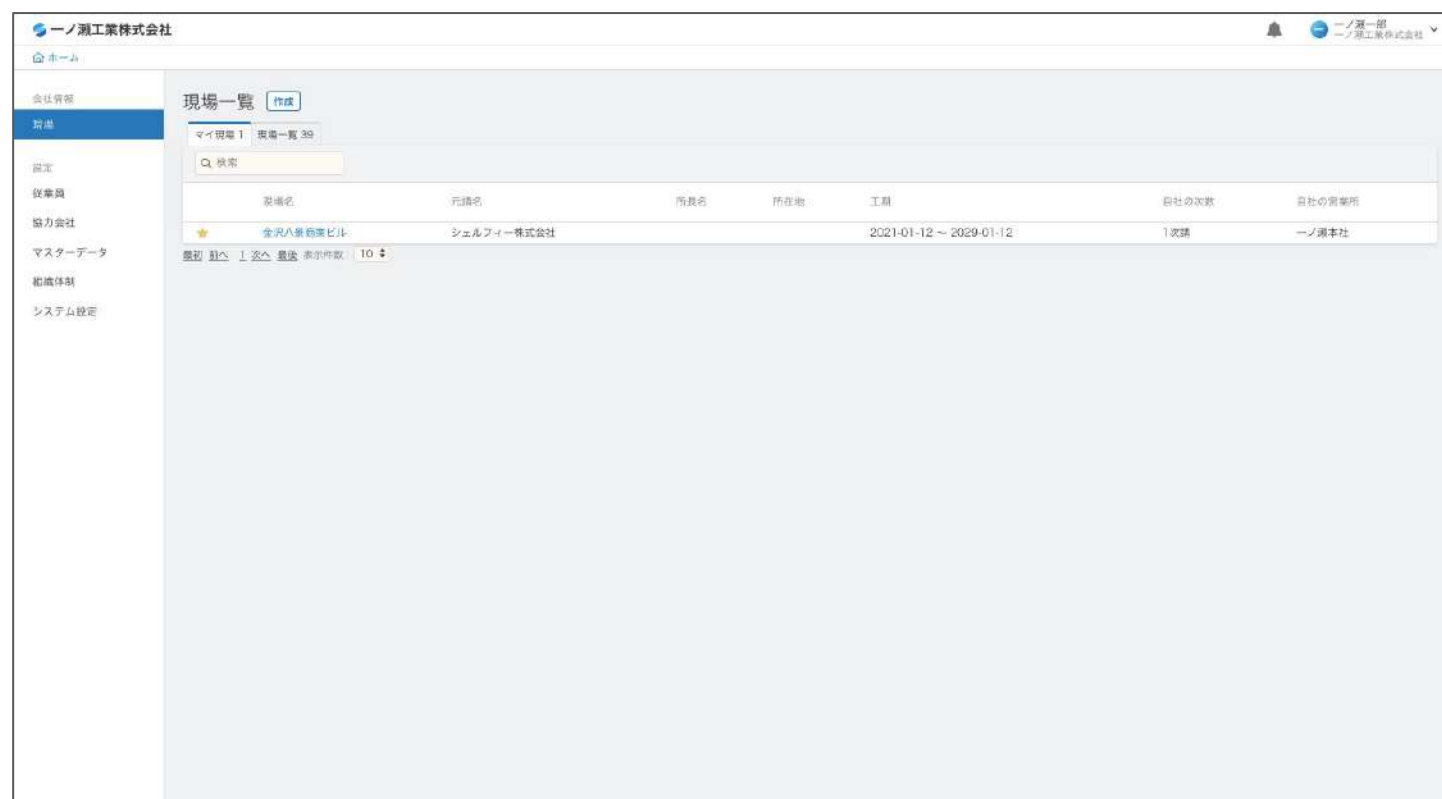 一ノ瀬工業株式会社
一ノ瀬一郎
一ノ瀬工業株式会社
ホーム
会社情報
現場
設定
従業員
協力会社
マスターデータ
組織体制
システム設定
現場一覧 作成
マイ現場 1 現場一覧 39
検索
現場名 元請名 所長名 所在地 工期 自社の次数 自社の営業所
金沢八景商業ビル シェルフィー株式会社 2021-01-12 ~ 2029-01-12 1次請 一ノ瀬本社
最初 前へ 1 次へ 最後 表示件数: 10